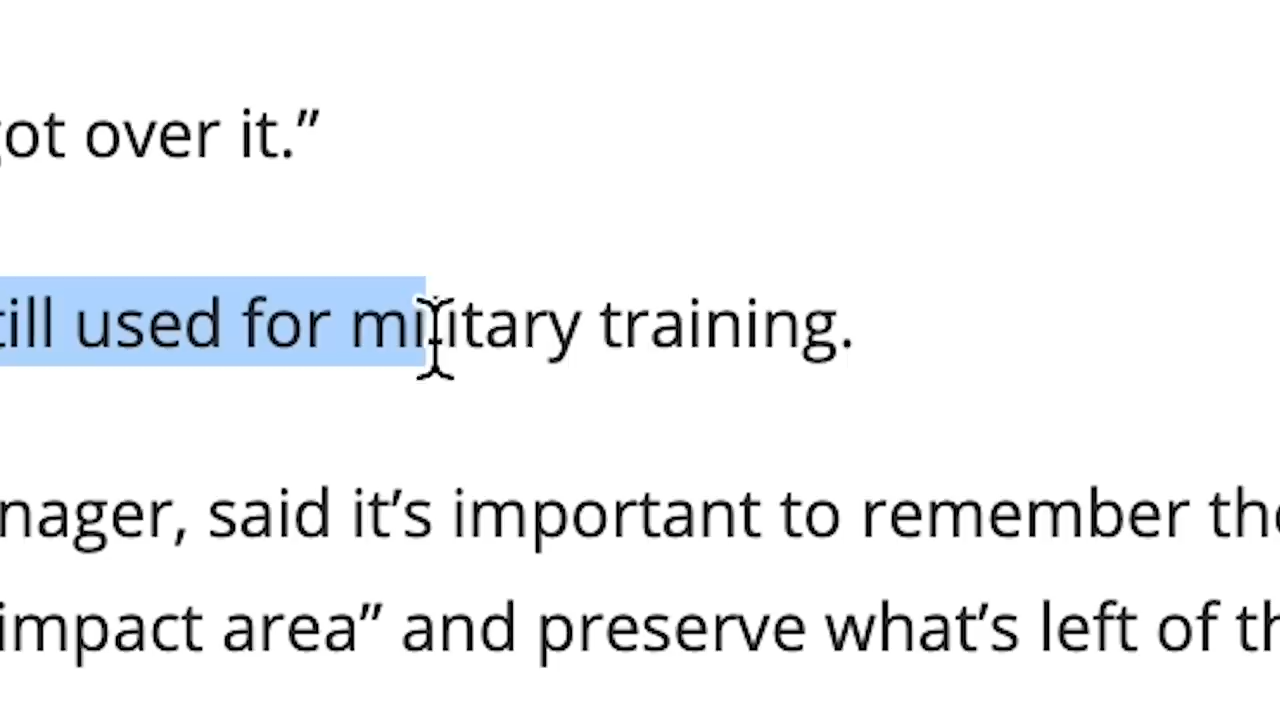 got over it.”
till used for military training.
nager, said it’s important to remember the
impact area” and preserve what’s left of th